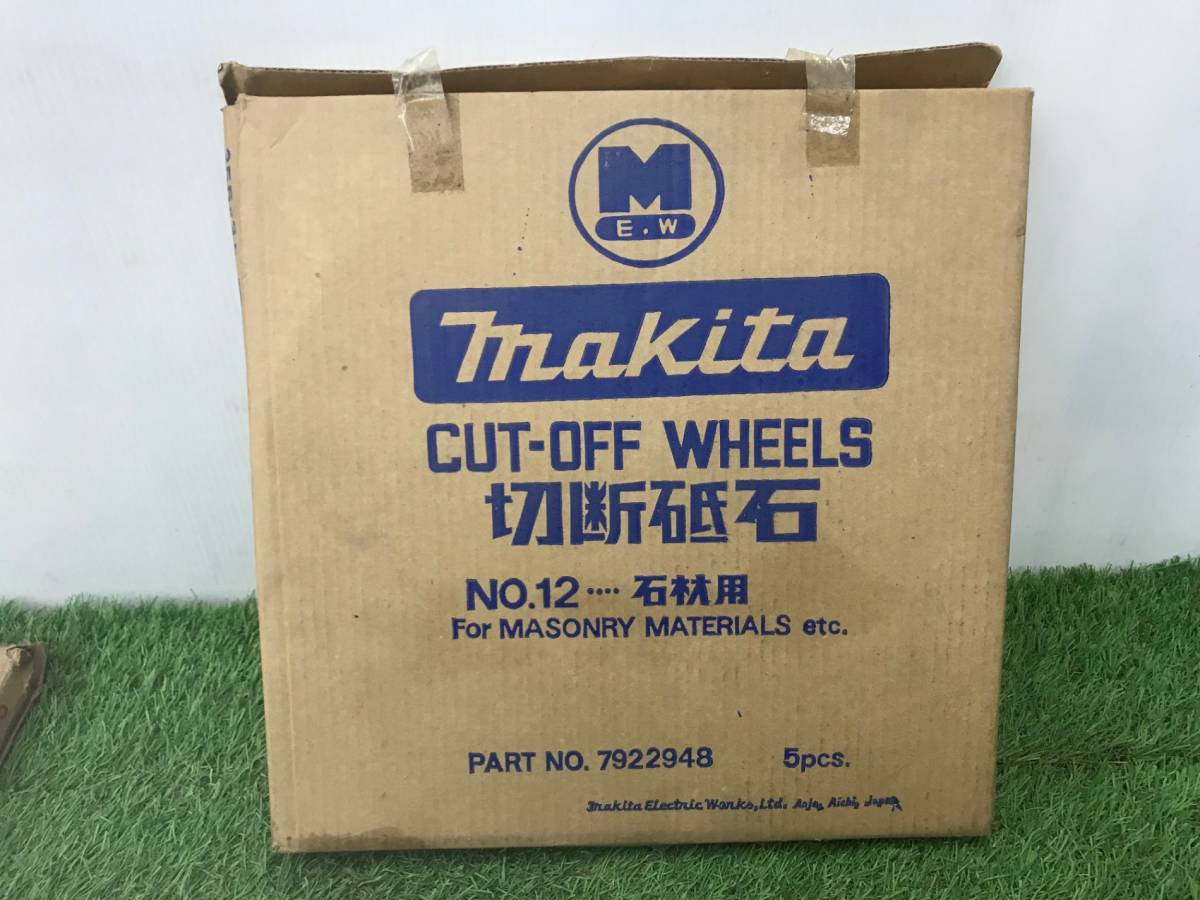 M
E.W
makita
CUT-OFF WHEELS
切断砥石
NO.12‥‥石材用
For MASONRY MATERIALS etc.
PART NO. 7922948 5pcs.
Makita Electric Works, Ltd. Anjo, Aichi, Japan